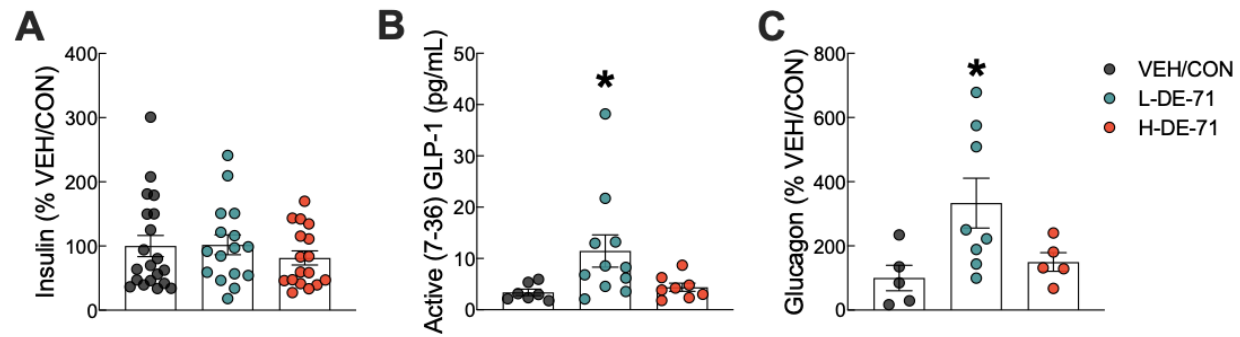 A
Insulin (% VEH/CON)
400
300
200
100
0
B
Active (7-36) GLP-1 (pg/mL)
50
40
30
20
10
0
*
C
Glucagon (% VEH/CON)
800
600
400
200
0
*
VEH/CON
L-DE-71
H-DE-71